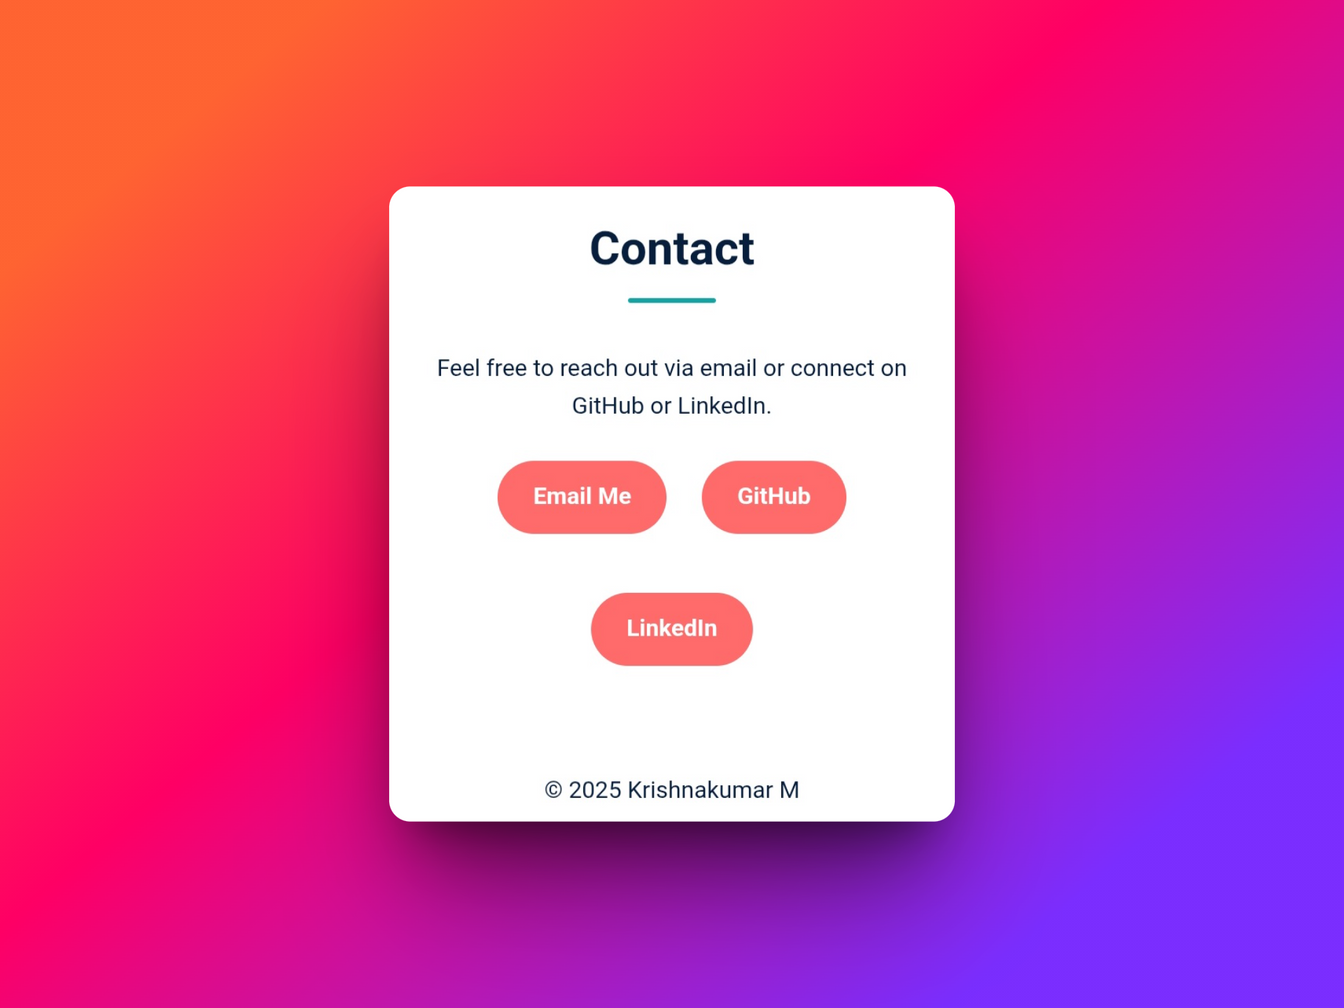 Contact
Feel free to reach out via email or connect on
GitHub or LinkedIn.
Email Me
GitHub
LinkedIn
© 2025 Krishnakumar M